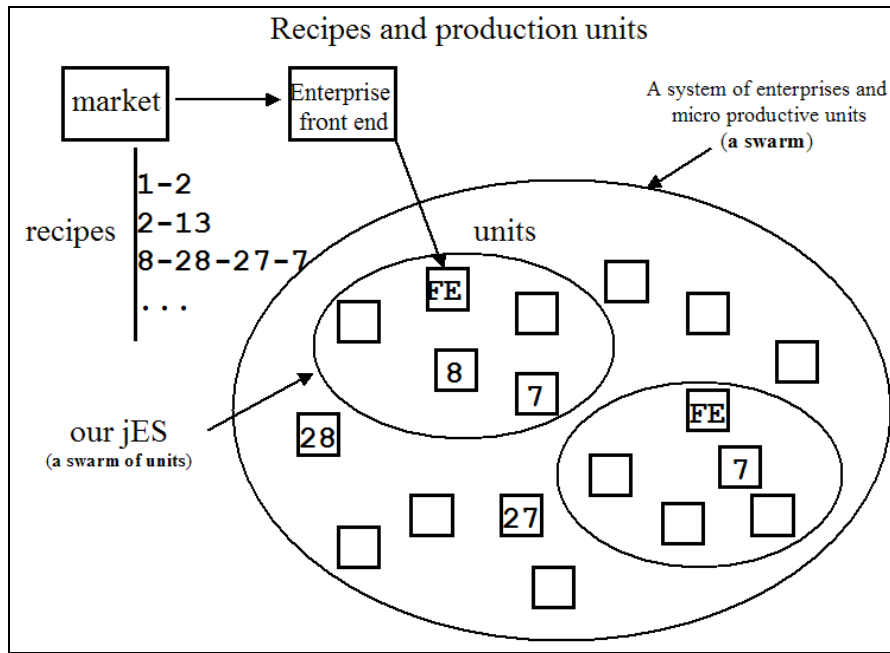 Recipes and production units
market
Enterprise
front end
A system of enterprises and
micro productive units
(a swarm)
recipes
1-2
2-13
8-28-27-7
...
units
FE
8
7
our jES
(a swarm of units)
28
FE
7
27